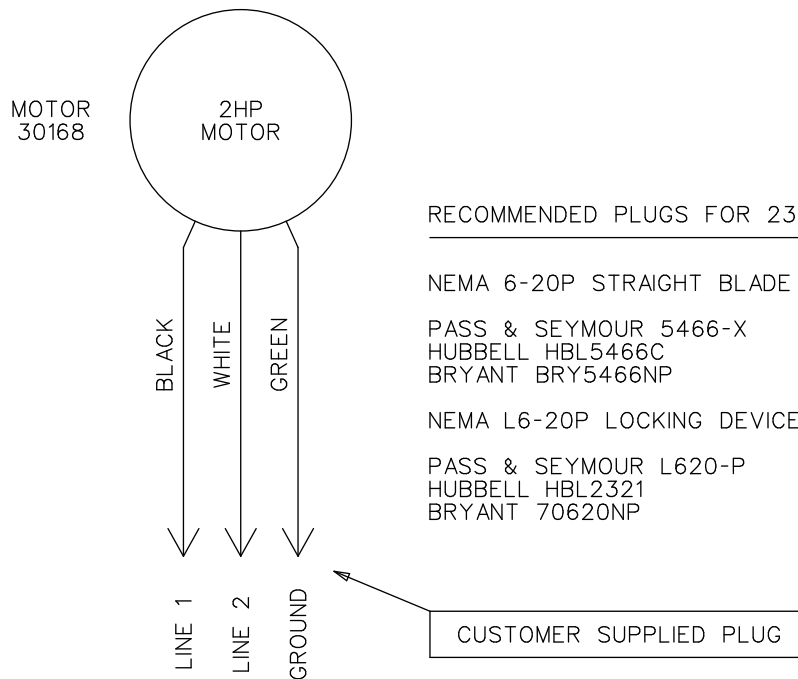 MOTOR
30168
2HP
MOTOR
RECOMMENDED PLUGS FOR 23
NEMA 6-20P STRAIGHT BLADE
PASS & SEYMOUR 5466-X
HUBBELL HBL5466C
BRYANT BRY5466NP
NEMA L6-20P LOCKING DEVICE
PASS & SEYMOUR L620-P
HUBBELL HBL2321
BRYANT 70620NP
BLACK
WHITE
GREEN
LINE 1
LINE 2
GROUND
CUSTOMER SUPPLIED PLUG